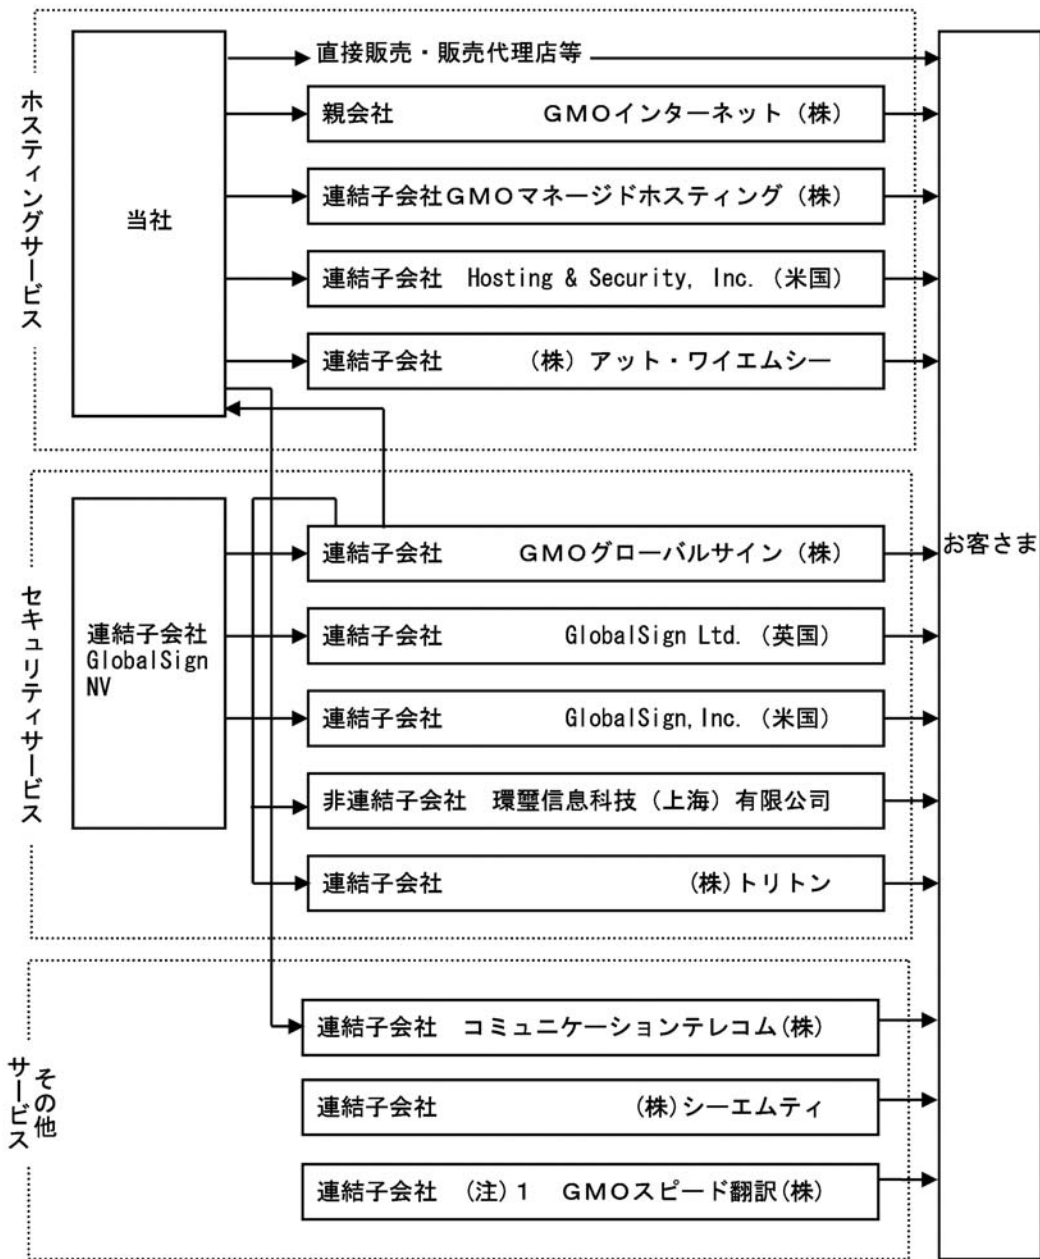 ホスティングサービス
当社
直接販売・販売代理店等
親会社 GMOインターネット(株)
連結子会社GMOマネージドホスティング(株)
連結子会社 Hosting & Security, Inc.(米国)
連結子会社 (株)アット・ワイエムシー
セキュリティサービス
連結子会社
GlobalSign
NV
連結子会社 GMOグローバルサイン(株)
連結子会社 GlobalSign Ltd.(英国)
連結子会社 GlobalSign,Inc.(米国)
非連結子会社 環璽信息科技(上海)有限公司
連結子会社 (株)トリトン
お客さま
その他
サービス
連結子会社 コミュニケーションテレコム(株)
連結子会社 (株)シーエムティ
連結子会社 (注)1 GMOスピード翻訳(株)